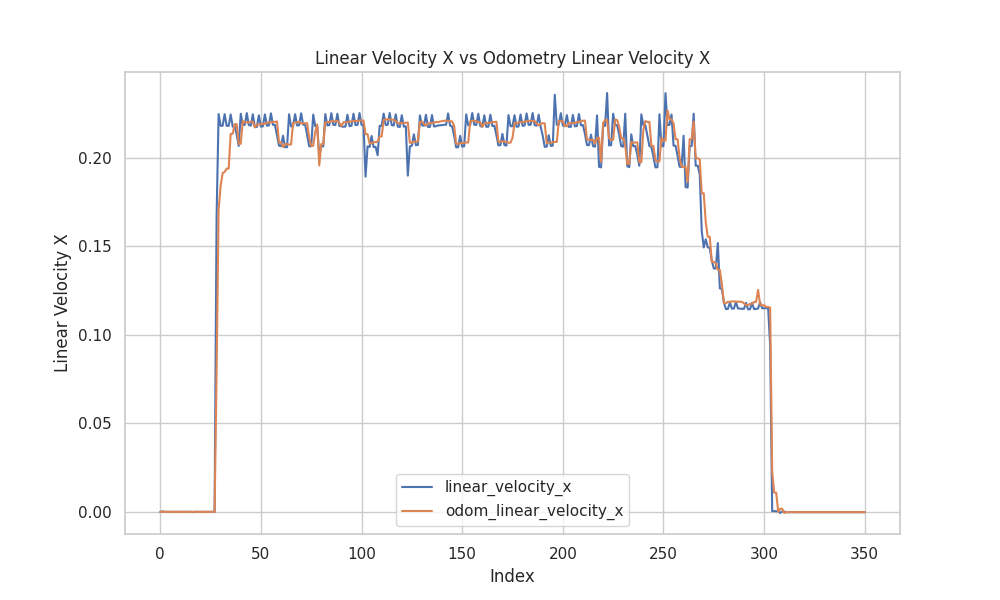 Linear Velocity X vs Odometry Linear Velocity X
Linear Velocity X
0.20
0.15
0.10
0.05
0.00
linear_velocity_x
odom_linear_velocity_x
0 50 100 150 200 250 300 350
Index